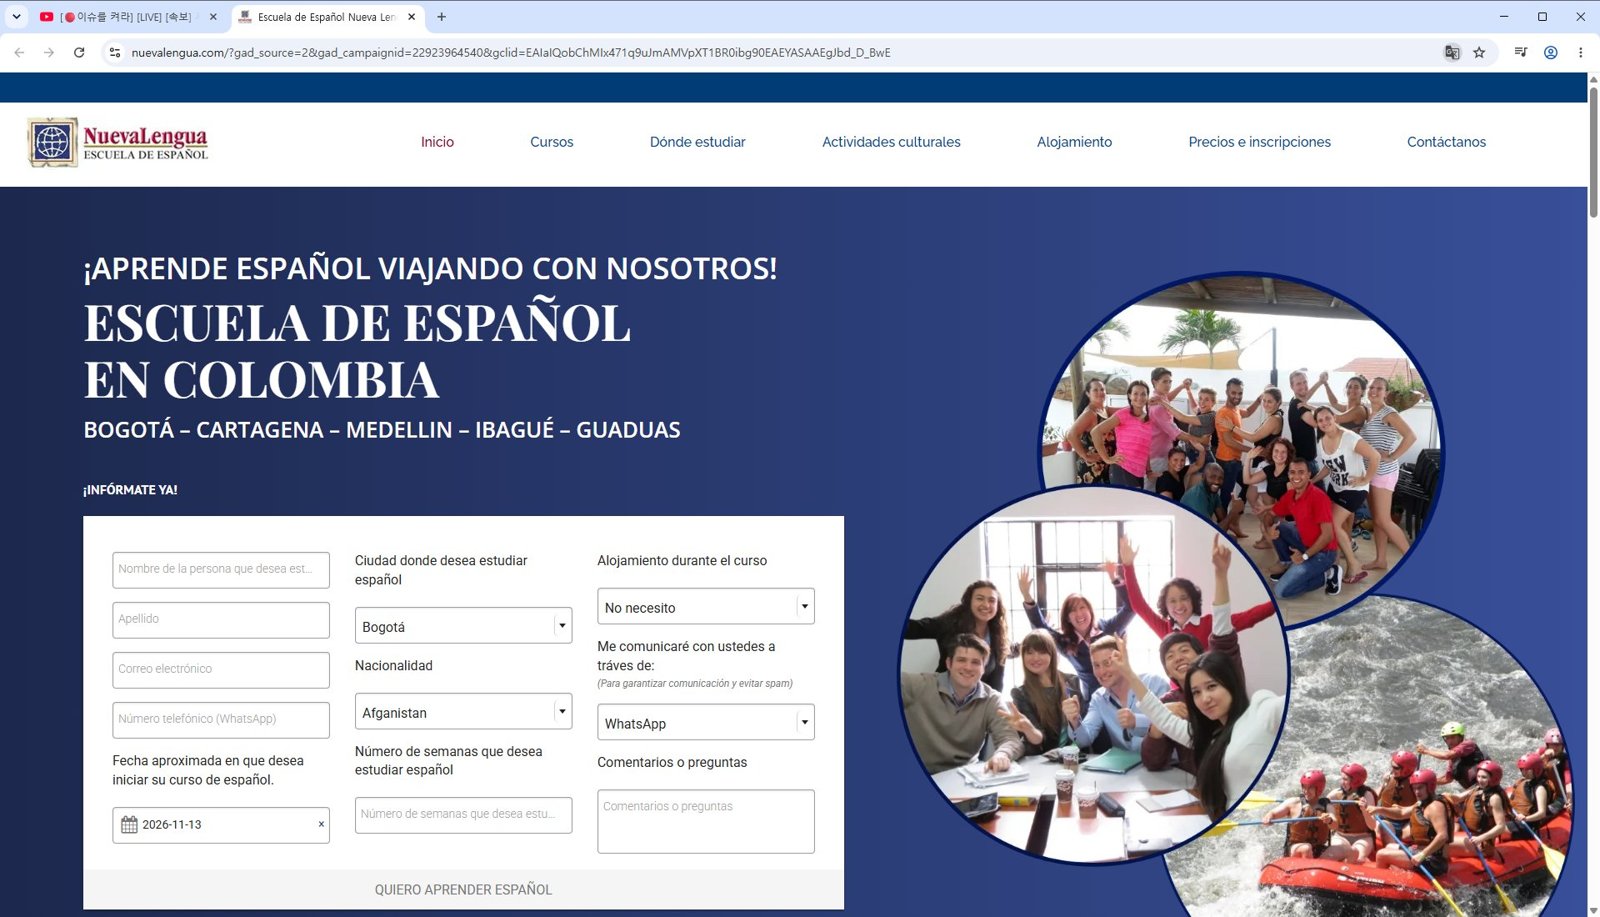 [🔴이슈를 켜라] [LIVE] [속보]
Escuela de Español Nueva Len
nuevalengua.com/?gad_source=2&gad_campaignid=22923964540&gclid=EAIaIQobChMIx471q9uJmAMVpXT1BR0ibg90EAEYASAAEgJbd_D_BwE
NuevaLengua
ESCUELA DE ESPAÑOL
Inicio
Cursos
Dónde estudiar
Actividades culturales
Alojamiento
Precios e inscripciones
Contáctanos
¡APRENDE ESPAÑOL VIAJANDO CON NOSOTROS!
ESCUELA DE ESPAÑOL
EN COLOMBIA
BOGOTÁ – CARTAGENA – MEDELLIN – IBAGUÉ – GUADUAS
¡INFÓRMATE YA!
Nombre de la persona que desea est...
Apellido
Correo electrónico
Número telefónico (WhatsApp)
Fecha aproximada en que desea
iniciar su curso de español.
2026-11-13
×
Ciudad donde desea estudiar
español
Bogotá
Nacionalidad
Afganistan
Número de semanas que desea
estudiar español
Número de semanas que desea estu...
Alojamiento durante el curso
No necesito
Me comunicaré con ustedes a
tráves de:
(Para garantizar comunicación y evitar spam)
WhatsApp
Comentarios o preguntas
Comentarios o preguntas
QUIERO APRENDER ESPAÑOL